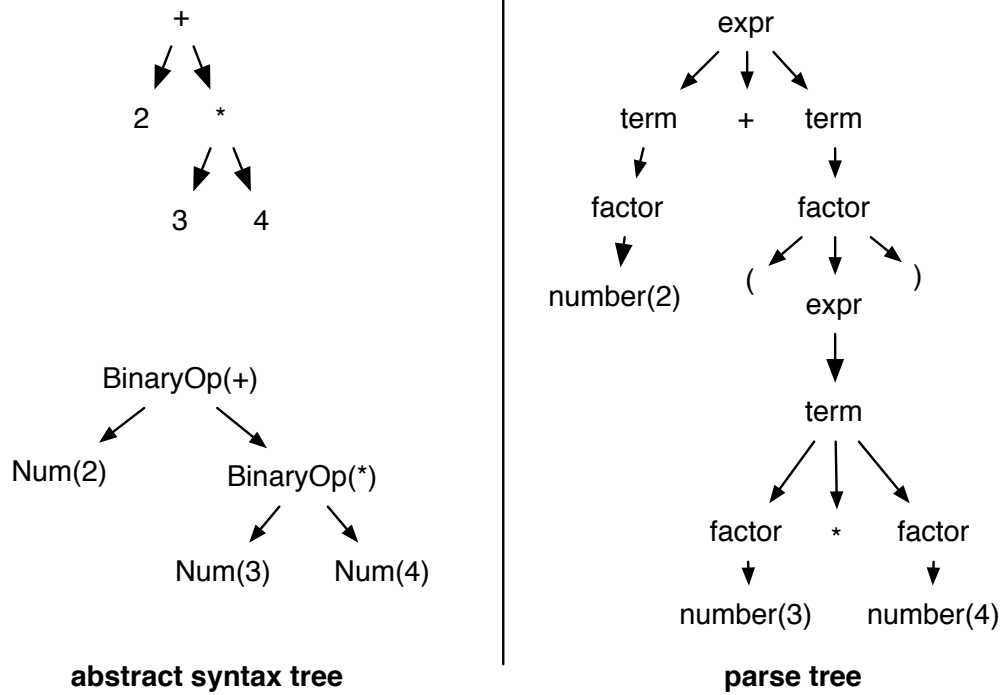 +
2 *
3 4
BinaryOp(+)
Num(2) BinaryOp(*)
Num(3) Num(4)
abstract syntax tree
expr
term + term
factor factor
number(2) ( )
expr
term
factor * factor
number(3) number(4)
parse tree